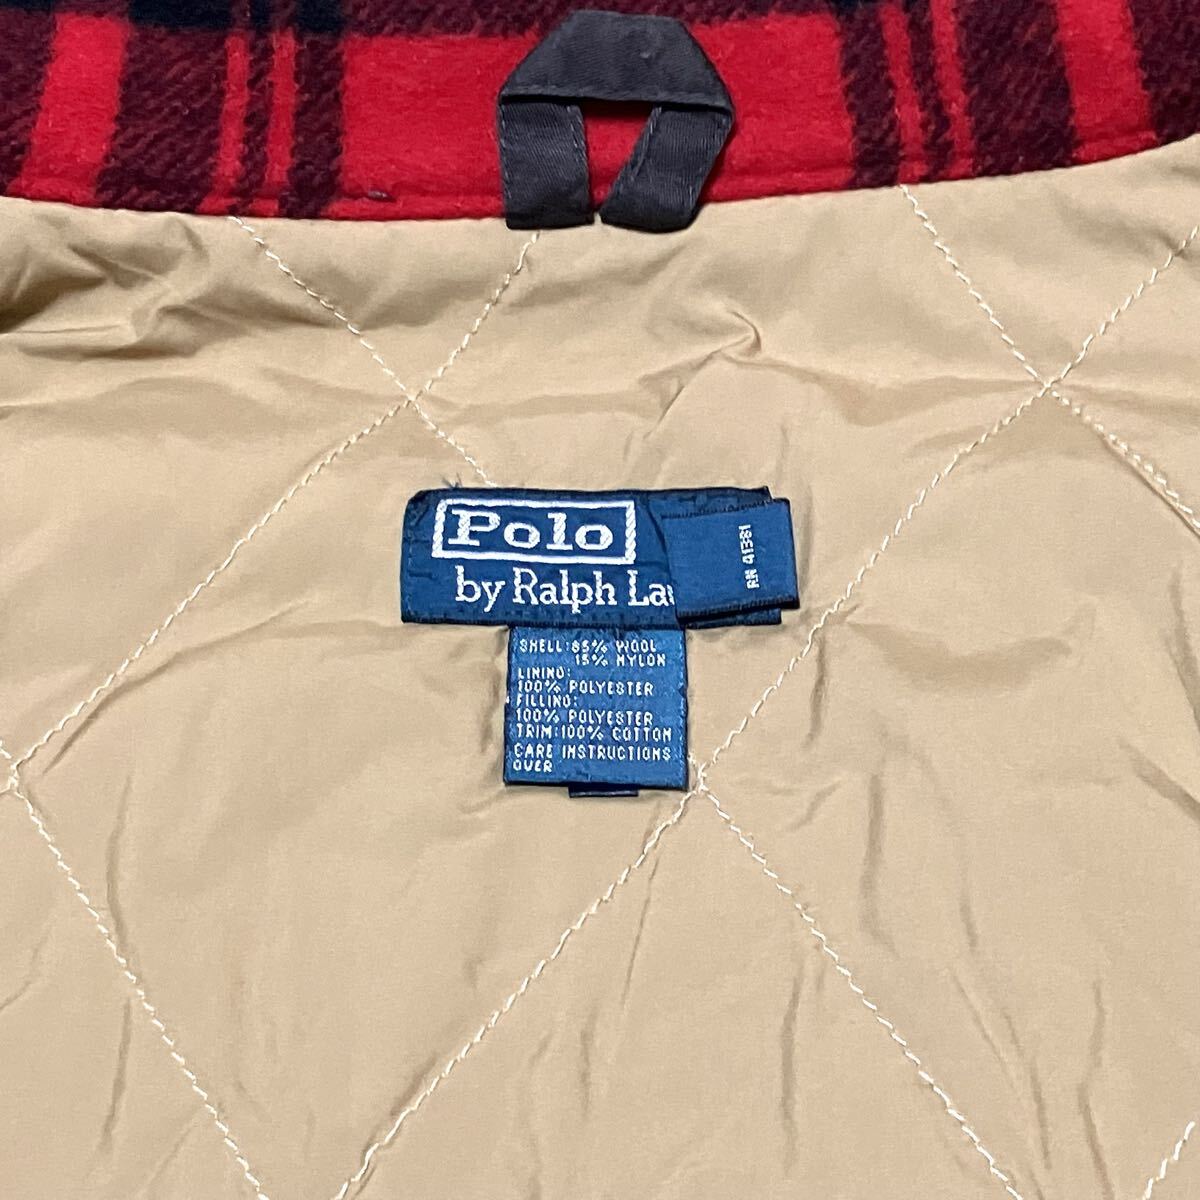 Polo
by Ralph Lau
RN 41381
SHELL: 85% WOOL
15% NYLON
LINING:
100% POLYESTER
FILLING:
100% POLYESTER
TRIM: 100% COTTON
CARE INSTRUCTIONS
OVER